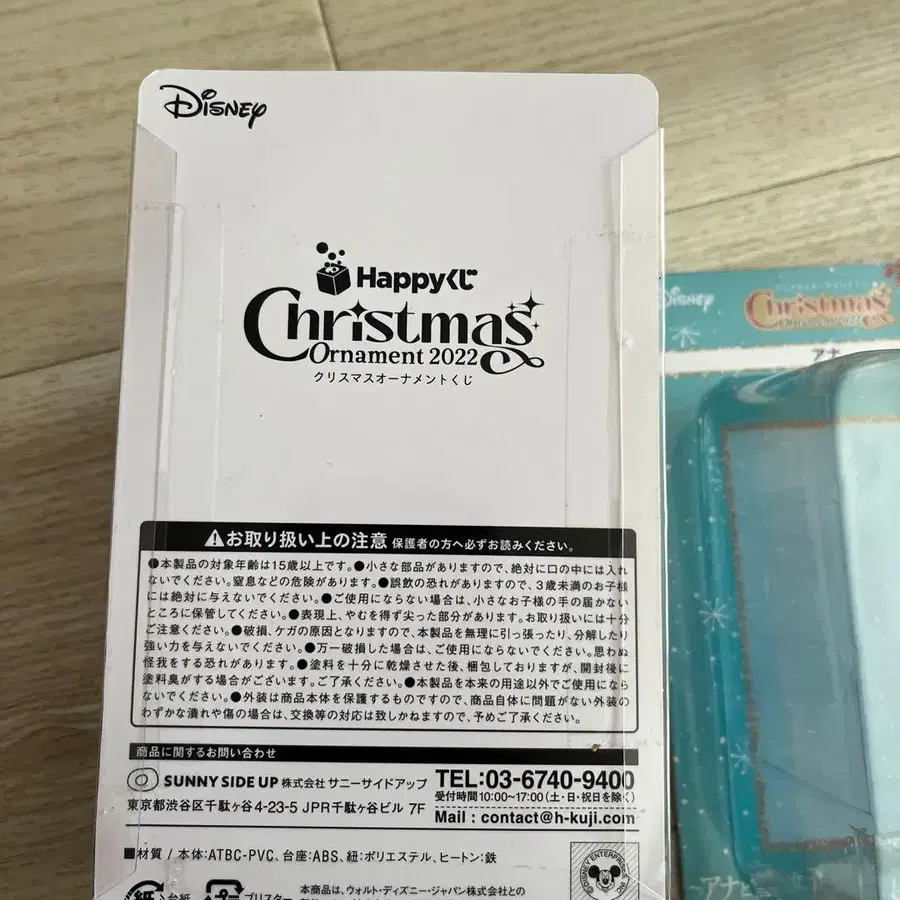 Disney
Happyくじ
Christmas
Ornament 2022
クリスマスオーナメントくじ
⚠お取り扱い上の注意 保護者の方へ必ずお読みください。
●本製品の対象年齢は15歳以上です。●小さな部品がありますので、絶対に口の中には入れ
ないでください。窒息などの危険があります。●誤飲の恐れがありますので、3歳未満のお子様
には絶対に与えないでください。●ご使用にならない場合は、小さなお子様の手の届かない
ところに保管してください。●表現上、やむを得ず尖った部分があります。お取り扱いには十分
ご注意ください。●破損、ケガの原因となりますので、本製品を無理に引っ張ったり、分解したり
強い力を与えないでください。●万一破損した場合は、ご使用にならないでください。思わぬ
怪我をする恐れがあります。●塗料を十分に乾燥させた後、梱包しておりますが、開封後に
塗料臭がする場合がございます。ご了承ください。●本製品を本来の用途以外でご使用になら
ないでください。●外装は商品本体を保護するものですので、商品自体に問題がない外装の
わずかな潰れや傷の場合は、交換等の対応は致しかねますので、予めご了承ください。
商品に関するお問い合わせ
SUNNY SIDE UP 株式会社 サニーサイドアップ
東京都渋谷区千駄ヶ谷4-23-5 JPR千駄ヶ谷ビル 7F
TEL:03-6740-9400
受付時間10:00~17:00(土・日・祝日を除く)
Mail : contact@h-kuji.com
■材質 / 本体:ATBC-PVC、台座:ABS、紐:ポリエステル、ヒートン:鉄
紙 台紙
プラ ブリスター
本商品は、ウォルト・ディズニー・ジャパン株式会社との
©DISNEY ENTERPRISES, INC
Disney
Christmas
アナ